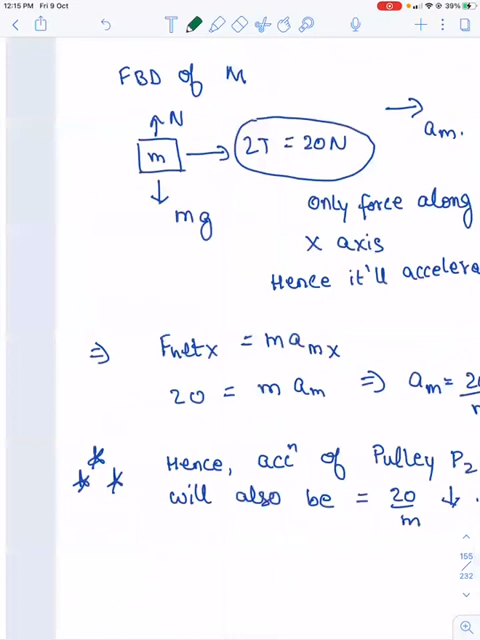 12:15 PM Fri 9 Oct
39%
FBD of M
↑ N
m → 2T = 20N
→ am.
↓
mg
Only force along
X axis
Hence it'll accelera
⇒ Fnetx = m amx
20 = m am ⇒ am = 20/m
Hence, accⁿ of Pulley P2
will also be = 20/m ↓ .
155
/
232